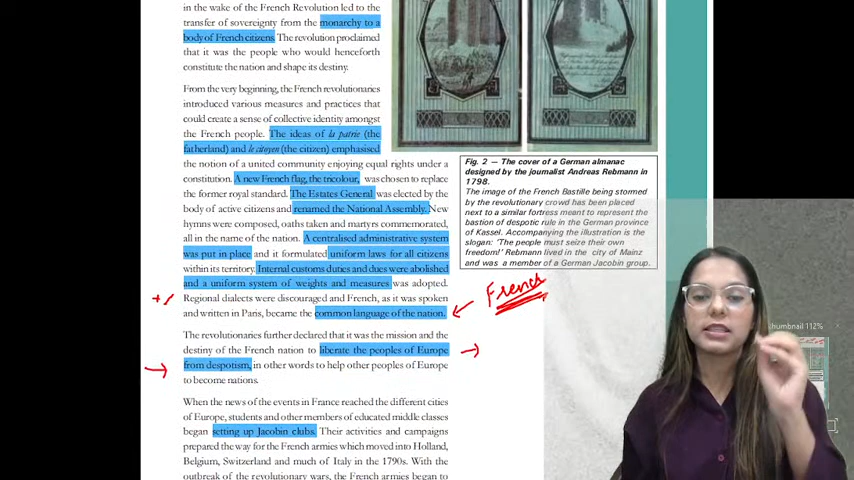 in the wake of the French Revolution led to the
transfer of sovereignty from the monarchy to a
body of French citizens. The revolution proclaimed
that it was the people who would henceforth
constitute the nation and shape its destiny.
From the very beginning, the French revolutionaries
introduced various measures and practices that
could create a sense of collective identity amongst
the French people. The ideas of la patrie (the
fatherland) and le citoyen (the citizen) emphasised
the notion of a united community enjoying equal rights under a
constitution. A new French flag, the tricolour, was chosen to replace
the former royal standard. The Estates General was elected by the
body of active citizens and renamed the National Assembly. New
hymns were composed, oaths taken and martyrs commemorated,
all in the name of the nation. A centralised administrative system
was put in place and it formulated uniform laws for all citizens
within its territory. Internal customs duties and dues were abolished
and a uniform system of weights and measures was adopted.
Regional dialects were discouraged and French, as it was spoken
and written in Paris, became the common language of the nation.
The revolutionaries further declared that it was the mission and the
destiny of the French nation to liberate the peoples of Europe
from despotism, in other words to help other peoples of Europe
to become nations.
When the news of the events in France reached the different cities
of Europe, students and other members of educated middle classes
began setting up Jacobin clubs. Their activities and campaigns
prepared the way for the French armies which moved into Holland,
Belgium, Switzerland and much of Italy in the 1790s. With the
outbreak of the revolutionary wars, the French armies began to
Fig. 2 — The cover of a German almanac
designed by the journalist Andreas Rebmann in
1798.
The image of the French Bastille being stormed
by the revolutionary crowd has been placed
next to a similar fortress meant to represent the
bastion of despotic rule in the German province
of Kassel. Accompanying the illustration is the
slogan: 'The people must seize their own
freedom!' Rebmann lived in the city of Mainz
and was a member of a German Jacobin group.
French
humbnail 112%